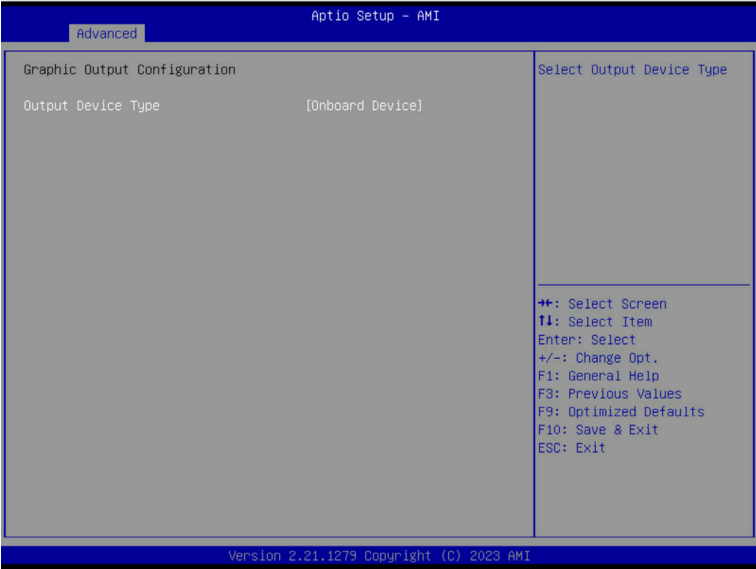 Aptio Setup – AMI
Advanced
Graphic Output Configuration
Output Device Type [Onboard Device]
Select Output Device Type
→←: Select Screen
↑↓: Select Item
Enter: Select
+/-: Change Opt.
F1: General Help
F3: Previous Values
F9: Optimized Defaults
F10: Save & Exit
ESC: Exit
Version 2.21.1279 Copyright (C) 2023 AMI